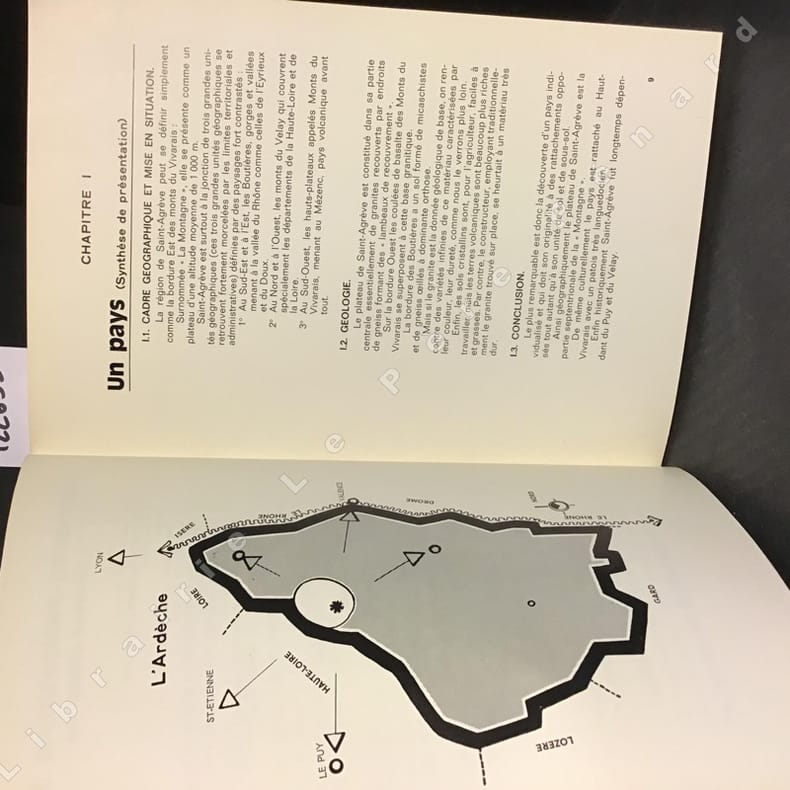 L'Ardèche
LYON
ISERE
LE RHONE
LOIRE
ST-ETIENNE
HAUTE-LOIRE
LE PUY
VALENCE
DROME
LE RHONE
NORD
GARD
LOZERE
CHAPITRE I
Un pays (Synthèse de présentation)
I.1. CADRE GEOGRAPHIQUE ET MISE EN SITUATION.
La région de Saint-Agrève peut se définir simplement
comme la bordure Est des monts du Vivarais :
Surnommée « La Montagne », elle se présente comme un
plateau d'une altitude moyenne de 1 000 m.
Saint-Agrève est surtout à la jonction de trois grandes uni-
tés géographiques (ces trois grandes unités géographiques se
retrouvent fortement morcelées par les limites territoriales et
administratives) définies par des paysages fort contrastés :
1° Au Sud-Est et à l'Est, les Boutières, gorges et vallées
menant à la vallée du Rhône comme celles de l'Eyrieux
et du Doux.
2° Au Nord et à l'Ouest, les monts du Velay qui couvrent
spécialement les départements de la Haute-Loire et de
la Loire.
3° Au Sud-Ouest, les hauts-plateaux appelés Monts du
Vivarais, menant au Mézenc, pays volcanique avant
tout.
I.2. GEOLOGIE.
Le plateau de Saint-Agrève est constitué dans sa partie
centrale essentiellement de granites recouverts par endroits
de gneiss formant des « lambeaux de recouvrement ».
Sur la bordure Ouest les coulées de basalte des Monts du
Vivarais se superposent à cette base granitique.
La bordure des Boutières a un sol formé de micaschistes
et de gneiss œillés à dominante orthose.
Mais si le granite est la donnée géologique de base, on ren-
contre des variétés infinies de ce matériau caractérisées par
leur couleur, leur dureté, comme nous le verrons plus loin.
Enfin, les sols cristallins sont, pour l'agriculteur, faciles à
travailler, mais les terres volcaniques sont beaucoup plus riches
et grasses. Par contre, le constructeur, employant traditionnelle-
ment le granite trouvé sur place, se heurtait à un matériau très
dur.
I.3. CONCLUSION.
Le plus remarquable est donc la découverte d'un pays indi-
vidualisé et qui doit son originalité à des rattachements oppo-
sés tout autant qu'à son unité de sol et de sous-sol.
Ainsi géographiquement le plateau de Saint-Agrève est la
partie septentrionale de la « Montagne ».
De même culturellement le pays est rattaché au Haut-
Vivarais avec un patois très languedocien.
Enfin historiquement Saint-Agrève fut longtemps dépen-
dant du Puy et du Velay.
9
Librairie Le Père Pénard